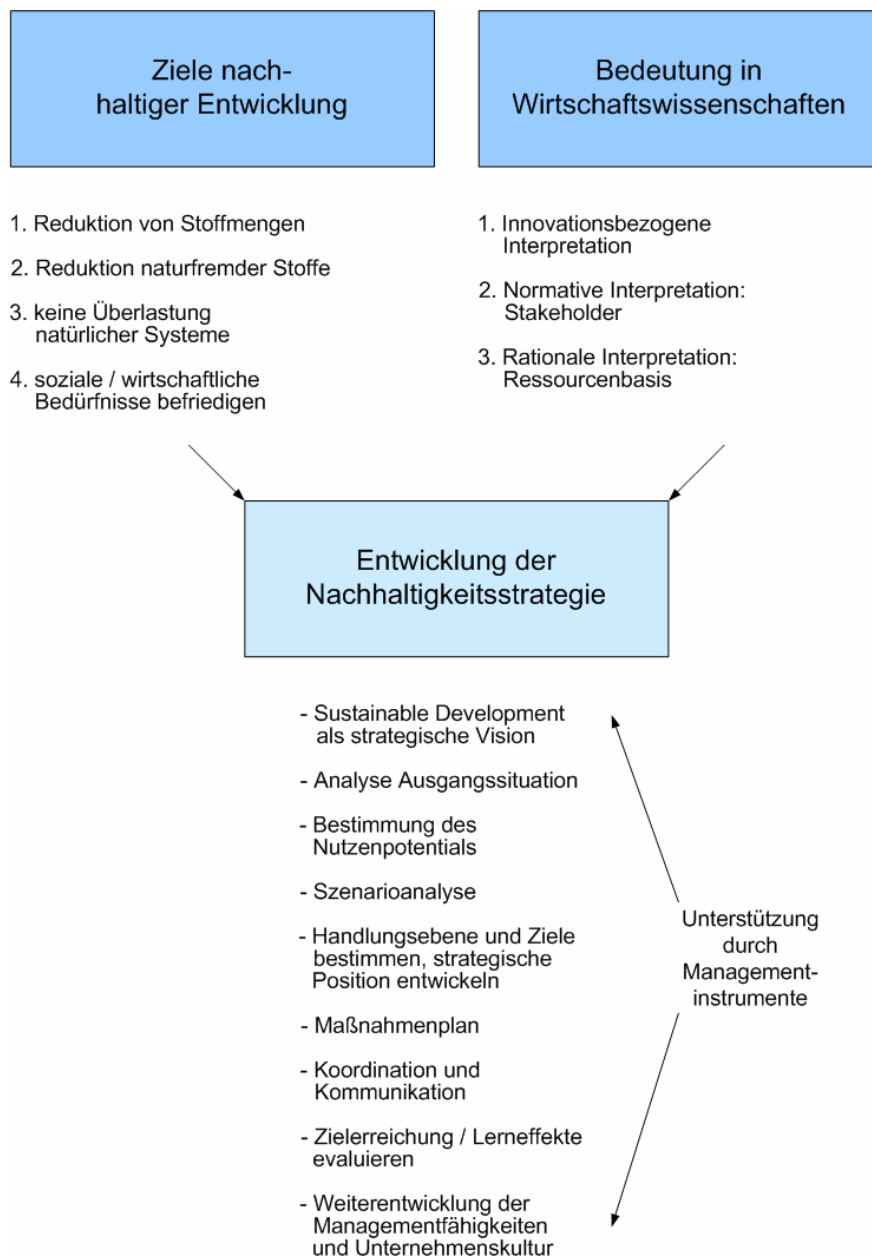 Ziele nach-
haltiger Entwicklung
1. Reduktion von Stoffmengen
2. Reduktion naturfremder Stoffe
3. keine Überlastung
natürlicher Systeme
4. soziale / wirtschaftliche
Bedürfnisse befriedigen
Bedeutung in
Wirtschaftswissenschaften
1. Innovationsbezogene
Interpretation
2. Normative Interpretation:
Stakeholder
3. Rationale Interpretation:
Ressourcenbasis
Entwicklung der
Nachhaltigkeitsstrategie
- Sustainable Development
als strategische Vision
- Analyse Ausgangssituation
- Bestimmung des
Nutzenpotentials
- Szenarioanalyse
- Handlungsebene und Ziele
bestimmen, strategische
Position entwickeln
- Maßnahmenplan
- Koordination und
Kommunikation
- Zielerreichung / Lerneffekte
evaluieren
- Weiterentwicklung der
Managementfähigkeiten
und Unternehmenskultur
Unterstützung
durch
Management-
instrumente